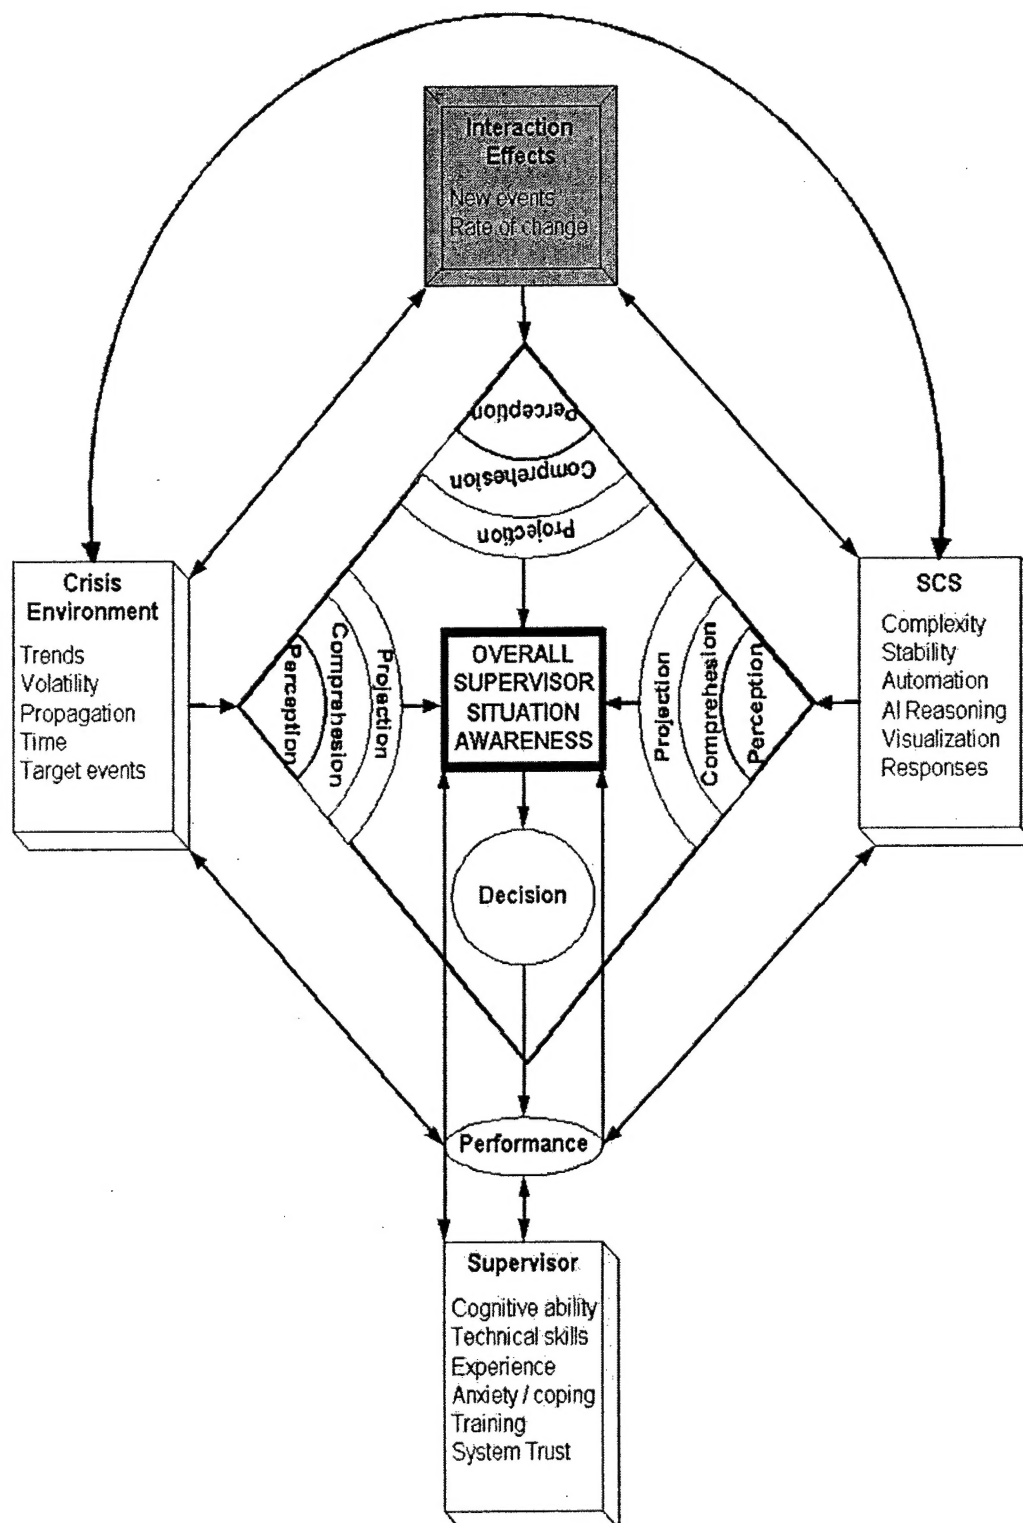 Interaction
Effects
New events
Rate of change
Perception
Comprehesion
Projection
Crisis
Environment
Trends
Volatility
Propagation
Time
Target events
Perception
Comprehesion
Projection
OVERALL
SUPERVISOR
SITUATION
AWARENESS
Projection
Comprehesion
Perception
SCS
Complexity
Stability
Automation
AI Reasoning
Visualization
Responses
Decision
Performance
Supervisor
Cognitive ability
Technical skills
Experience
Anxiety / coping
Training
System Trust